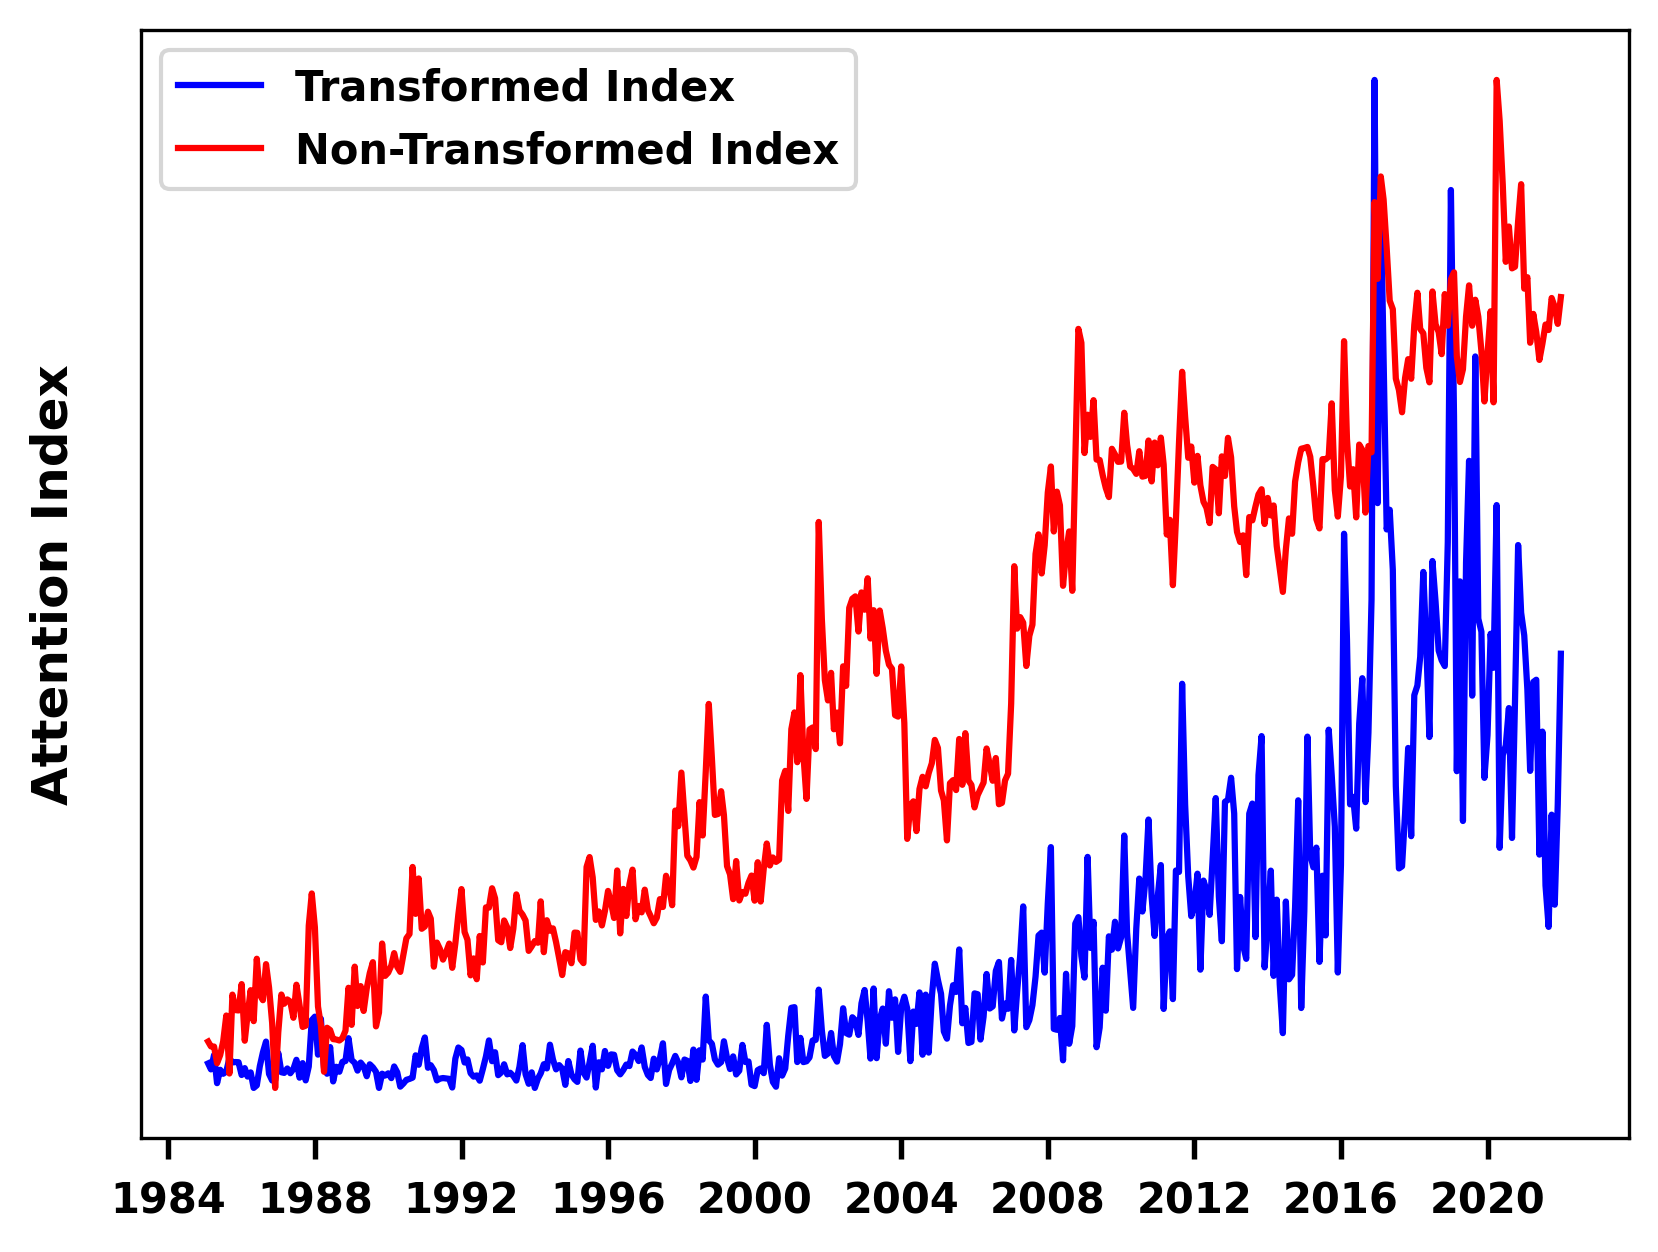 Transformed Index
Non-Transformed Index
Attention Index
1984 1988 1992 1996 2000 2004 2008 2012 2016 2020